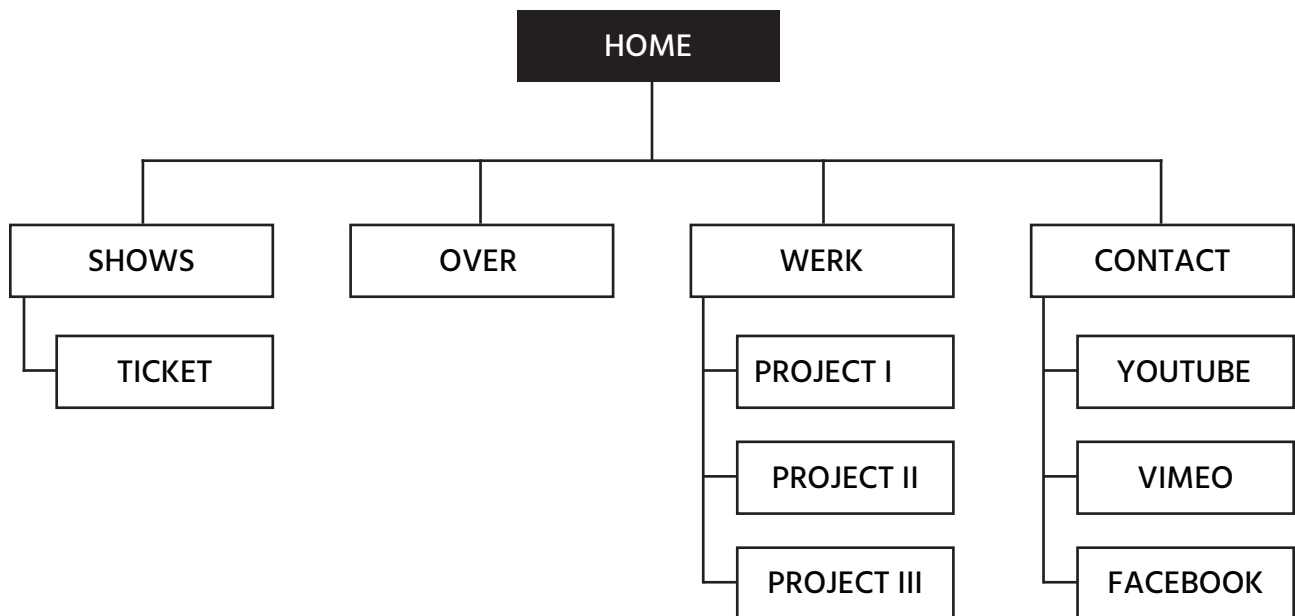 HOME
SHOWS
OVER
WERK
CONTACT
TICKET
PROJECT I
YOUTUBE
PROJECT II
VIMEO
PROJECT III
FACEBOOK